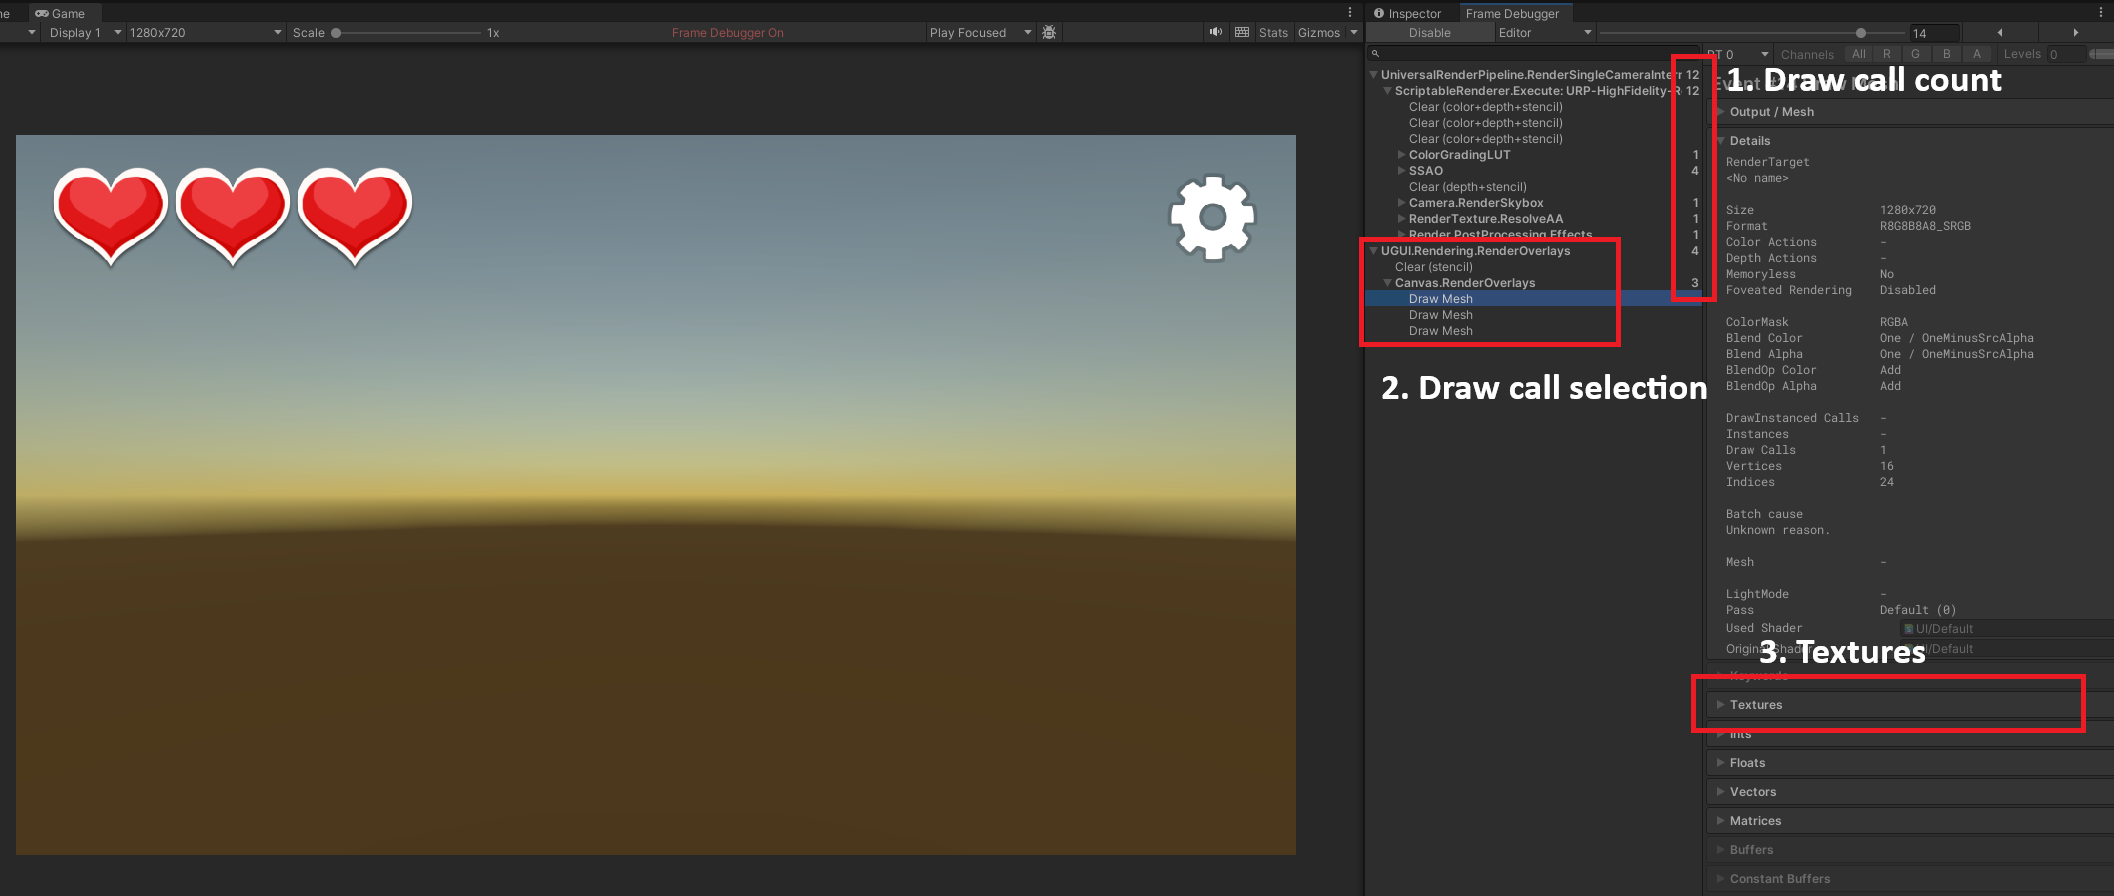 ne Game
Display 1 1280x720 Scale 1x Frame Debugger On Play Focused Stats Gizmos
Inspector Frame Debugger
Disable Editor 14
RT 0 Channels All R G B A Levels 0
UniversalRenderPipeline.RenderSingleCameraInterr 12
ScriptableRenderer.Execute: URP-HighFidelity-R 12
Clear (color+depth+stencil)
Clear (color+depth+stencil)
Clear (color+depth+stencil)
ColorGradingLUT 1
SSAO 4
Clear (depth+stencil)
Camera.RenderSkybox 1
RenderTexture.ResolveAA 1
Render PostProcessing Effects 1
UGUI.Rendering.RenderOverlays 4
Clear (stencil)
Canvas.RenderOverlays 3
Draw Mesh
Draw Mesh
Draw Mesh
1. Draw call count
2. Draw call selection
3. Textures
Output / Mesh
Details
RenderTarget
<No name>
Size 1280x720
Format R8G8B8A8_SRGB
Color Actions -
Depth Actions -
Memoryless No
Foveated Rendering Disabled
ColorMask RGBA
Blend Color One / OneMinusSrcAlpha
Blend Alpha One / OneMinusSrcAlpha
BlendOp Color Add
BlendOp Alpha Add
DrawInstanced Calls -
Instances -
Draw Calls 1
Vertices 16
Indices 24
Batch cause
Unknown reason.
Mesh -
LightMode -
Pass Default (0)
Used Shader UI/Default
Original Shader UI/Default
Keywords
Textures
Ints
Floats
Vectors
Matrices
Buffers
Constant Buffers